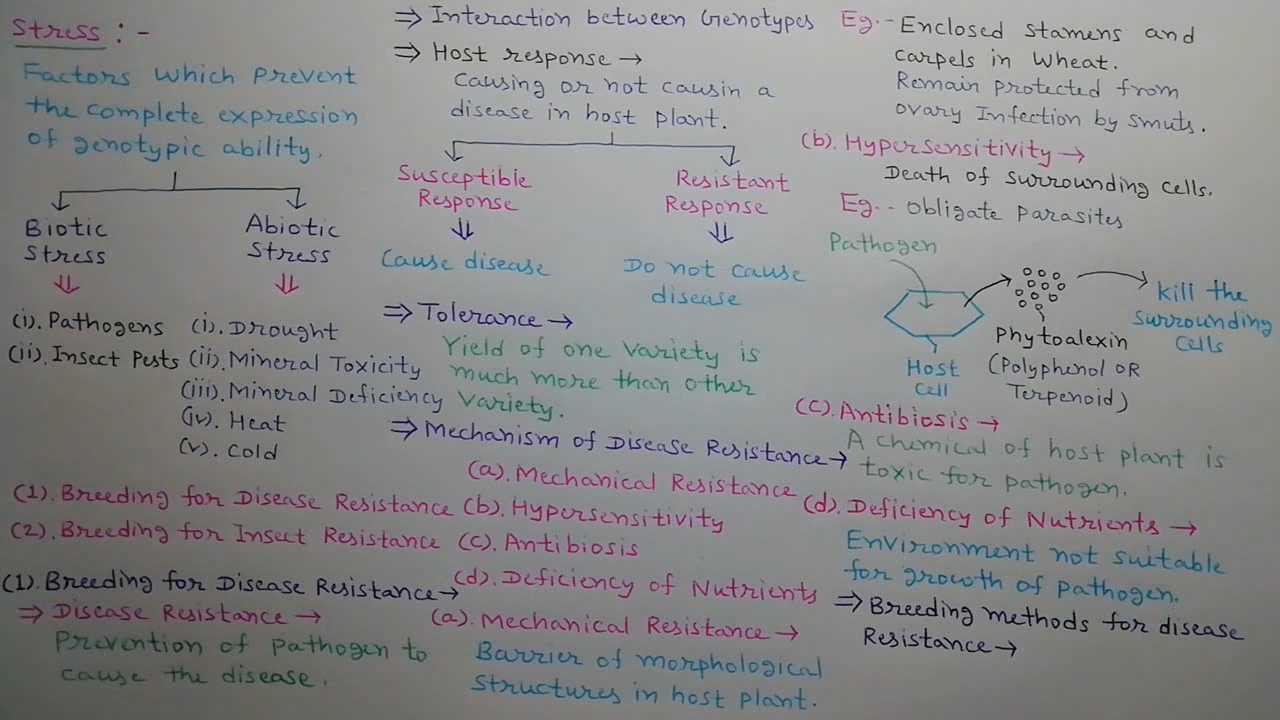 Stress :-
Factors which prevent
the complete expression
of genotypic ability.
Biotic
Stress
Abiotic
Stress
(i). Pathogens
(ii). Insect Pests
(i). Drought
(ii). Mineral Toxicity
(iii). Mineral Deficiency
(iv). Heat
(v). Cold
(1). Breeding for Disease Resistance
(2). Breeding for Insect Resistance
(1). Breeding for Disease Resistance →
⇒ Disease Resistance →
Prevention of pathogen to
cause the disease.
⇒ Interaction between Genotypes
⇒ Host response →
Causing or not causin a
disease in host plant.
Susceptible
Response
Cause disease
Resistant
Response
Do not cause
disease
⇒ Tolerance →
Yield of one variety is
much more than other
variety.
⇒ Mechanism of Disease Resistance →
(a). Mechanical Resistance
(b). Hypersensitivity
(c). Antibiosis
(d). Deficiency of Nutrients
(a). Mechanical Resistance →
Barrier of morphological
Structures in host plant.
Eg.- Enclosed stamens and
carpels in wheat.
Remain protected from
ovary Infection by smuts.
(b). Hypersensitivity →
Death of surrounding cells.
Eg.- Obligate parasites
Pathogen
Host
Cell
Phytoalexin
(Polyphenol OR
Terpenoid)
Kill the
Surrounding
Cells
(c). Antibiosis →
A chemical of host plant is
toxic for pathogen.
(d). Deficiency of Nutrients →
Environment not suitable
for growth of pathogen.
⇒ Breeding methods for disease
Resistance →